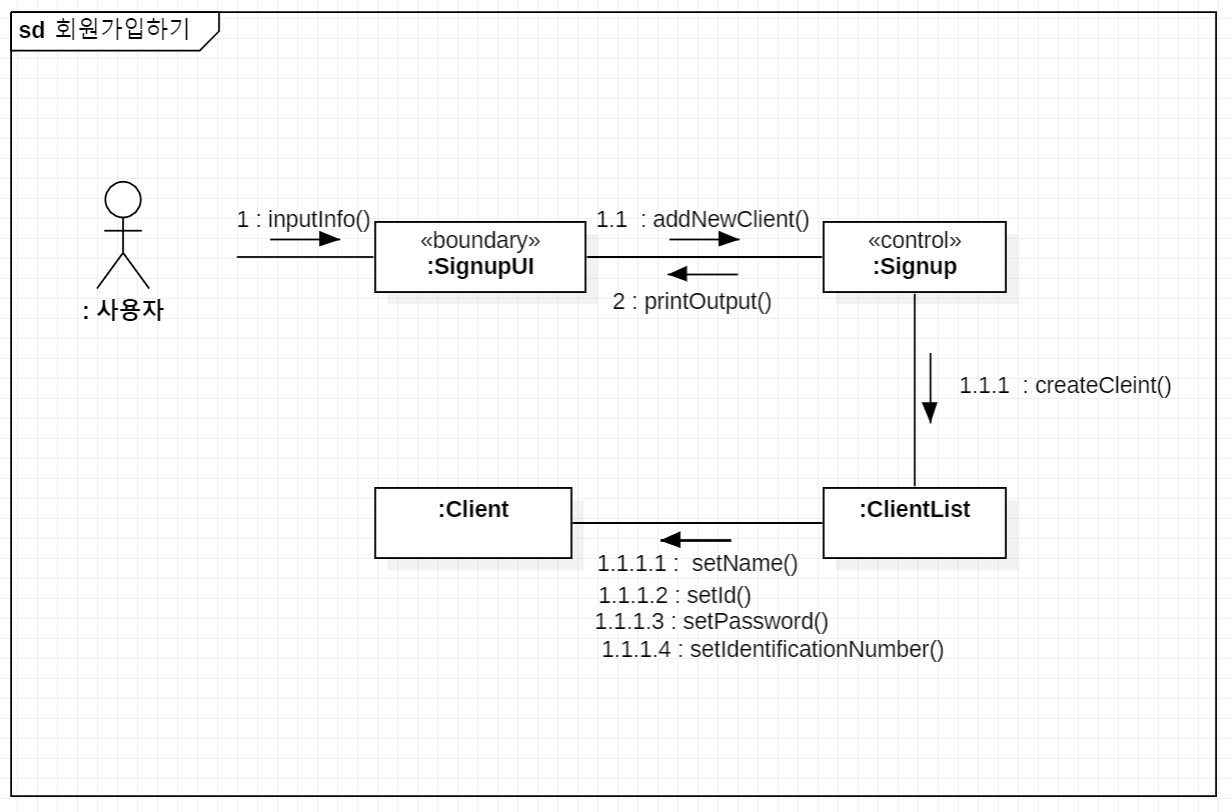 sd 회원가입하기
1 : inputInfo()
1.1 : addNewClient()
«boundary»
:SignupUI
«control»
:Signup
2 : printOutput()
: 사용자
1.1.1 : createCleint()
:Client
:ClientList
1.1.1.1 : setName()
1.1.1.2 : setId()
1.1.1.3 : setPassword()
1.1.1.4 : setIdentificationNumber()